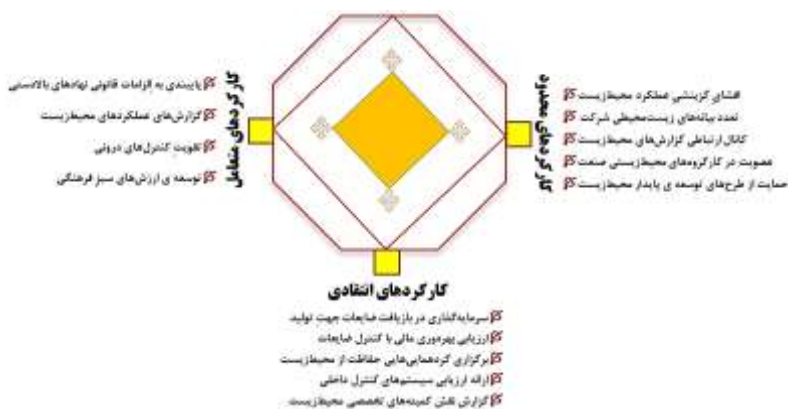 کارکردهای محدود
افشای گزینشی عملکرد محیط‌زیست
تعدد بیانه‌های زیست‌محیطی شرکت
کانال ارتباطی گزارش‌های محیط‌زیست
عضویت در کارگروه‌های محیط‌زیستی صنعت
حمایت از طرح‌های توسعه ی پایدار محیط‌زیست
کارکردهای متعامل
پایبندی به الزامات قانونی نهادهای بالادستی
گزارش‌های عملکردهای محیط‌زیست
تقویت کنترل‌های درونی
توسعه ی ارزش‌های سبز فرهنگی
کارکردهای انتقادی
سرمایه‌گذاری در بازیافت ضایعات جهت تولید
ارزیابی بهره‌وری مالی با کنترل ضایعات
برگزاری گردهمایی‌هایی حفاظت از محیط‌زیست
ارائه ارزیابی سیستم‌های کنترل داخلی
گزارش نقش کمیته‌های تخصصی محیط‌زیست